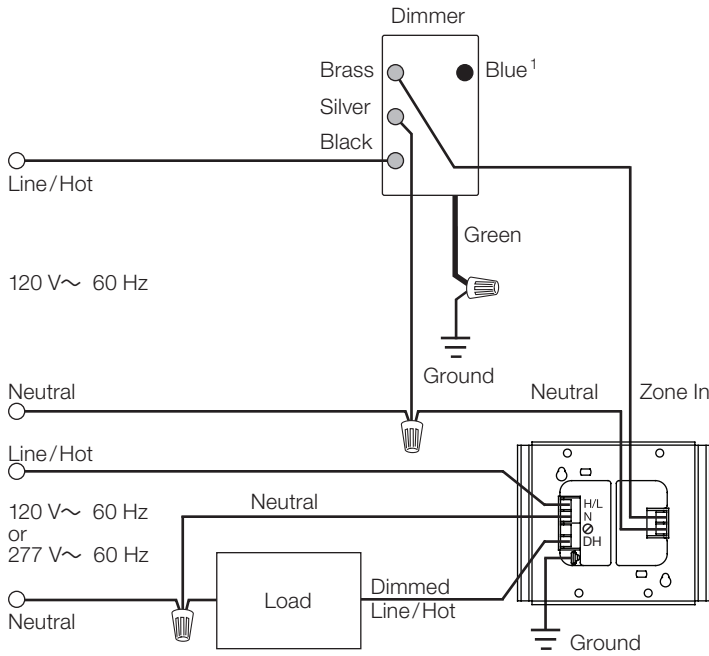 Dimmer
Brass
Blue¹
Silver
Black
Line/Hot
Green
120 V~ 60 Hz
Ground
Neutral
Neutral
Zone In
Line/Hot
Neutral
H/L
N
DH
120 V~ 60 Hz
or
277 V~ 60 Hz
Load
Dimmed
Line/Hot
Neutral
Ground